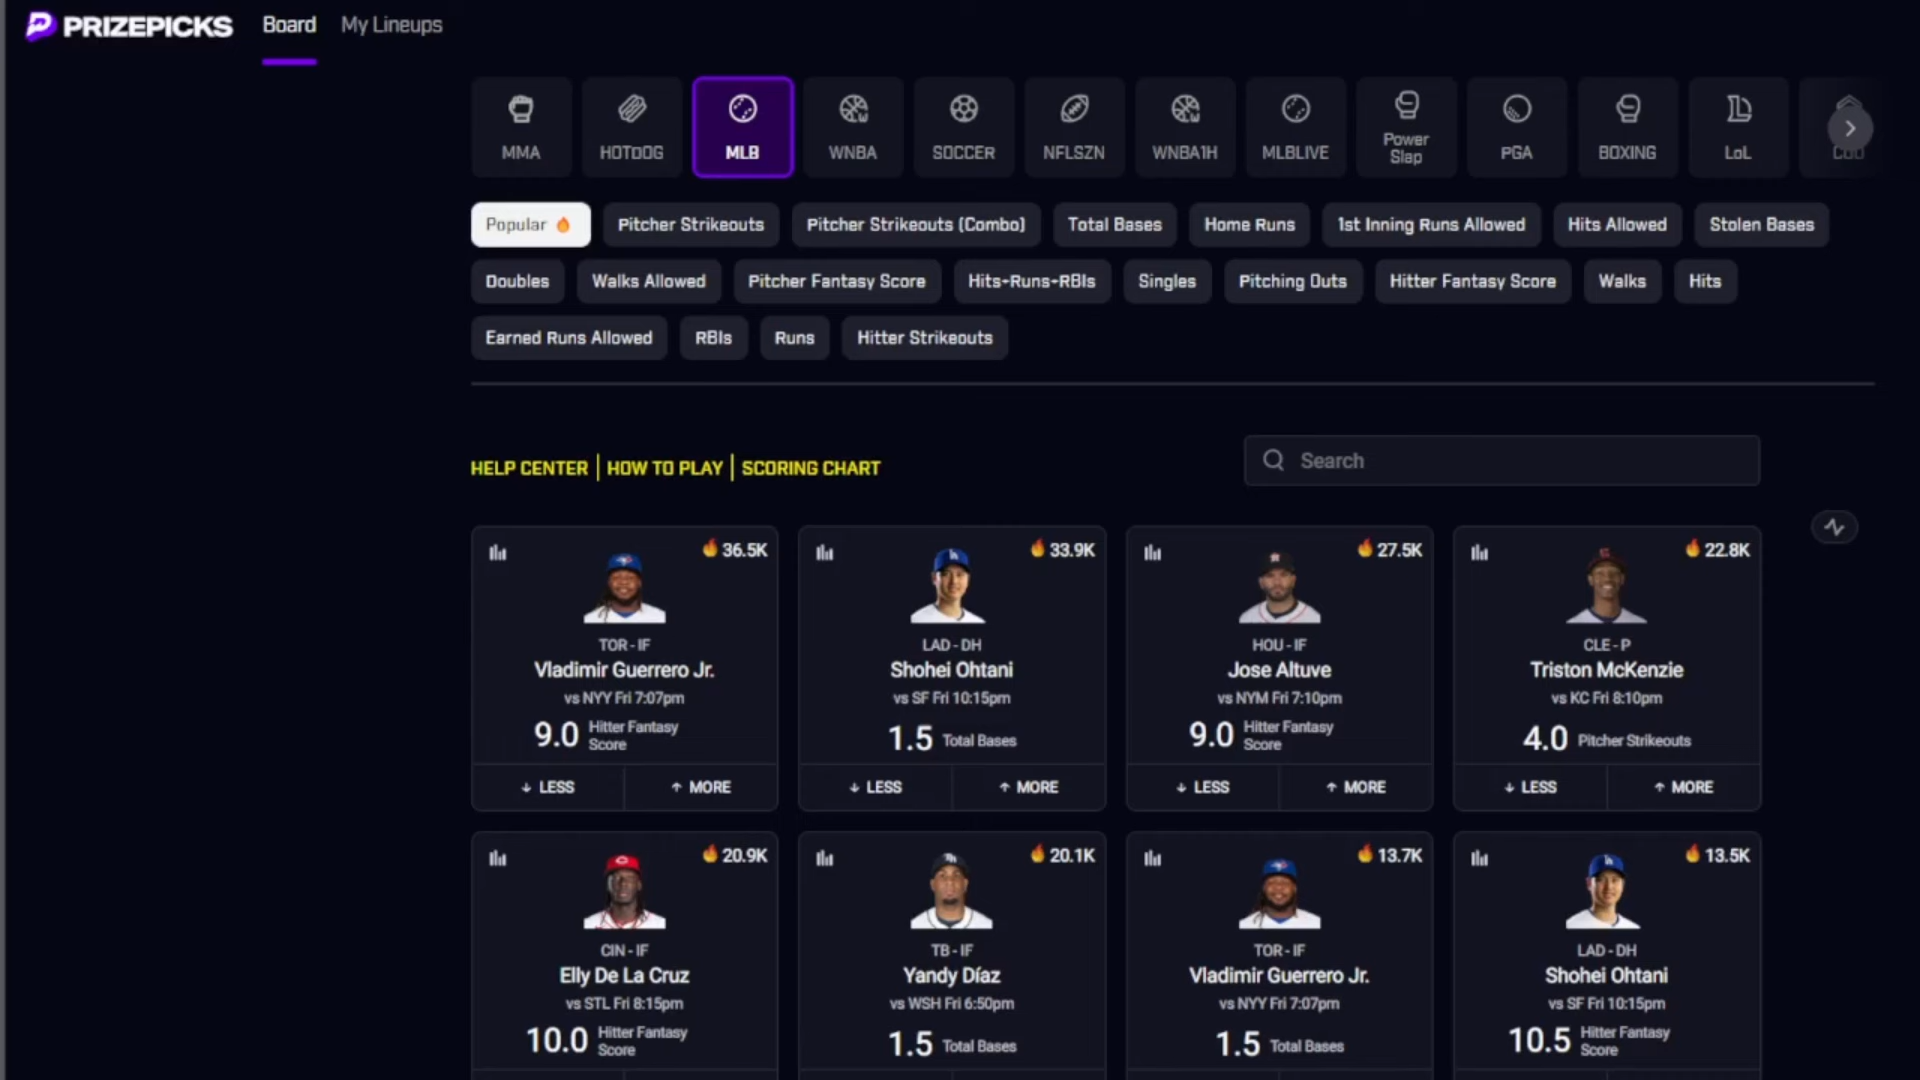 PRIZEPICKS Board My Lineups
MMA HOTDOG MLB WNBA SOCCER NFLSZN WNBA1H MLBLIVE Power Slap PGA BOXING LoL
Popular Pitcher Strikeouts Pitcher Strikeouts (Combo) Total Bases Home Runs 1st Inning Runs Allowed Hits Allowed Stolen Bases
Doubles Walks Allowed Pitcher Fantasy Score Hits+Runs+RBIs Singles Pitching Outs Hitter Fantasy Score Walks Hits
Earned Runs Allowed RBIs Runs Hitter Strikeouts
HELP CENTER HOW TO PLAY SCORING CHART
Search
36.5K
TOR - IF
Vladimir Guerrero Jr.
vs NYY Fri 7:07pm
9.0 Hitter Fantasy Score
LESS MORE
33.9K
LAD - DH
Shohei Ohtani
vs SF Fri 10:15pm
1.5 Total Bases
LESS MORE
27.5K
HOU - IF
Jose Altuve
vs NYM Fri 7:10pm
9.0 Hitter Fantasy Score
LESS MORE
22.8K
CLE - P
Triston McKenzie
vs KC Fri 8:10pm
4.0 Pitcher Strikeouts
LESS MORE
20.9K
CIN - IF
Elly De La Cruz
vs STL Fri 8:15pm
10.0 Hitter Fantasy Score
20.1K
TB - IF
Yandy Díaz
vs WSH Fri 6:50pm
1.5 Total Bases
13.7K
TOR - IF
Vladimir Guerrero Jr.
vs NYY Fri 7:07pm
1.5 Total Bases
13.5K
LAD - DH
Shohei Ohtani
vs SF Fri 10:15pm
10.5 Hitter Fantasy Score